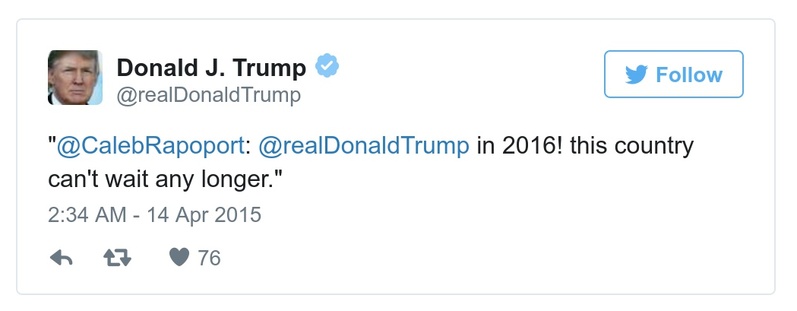 Donald J. Trump
@realDonaldTrump
Follow
"@CalebRapoport: @realDonaldTrump in 2016! this country
can't wait any longer."
2:34 AM - 14 Apr 2015
76